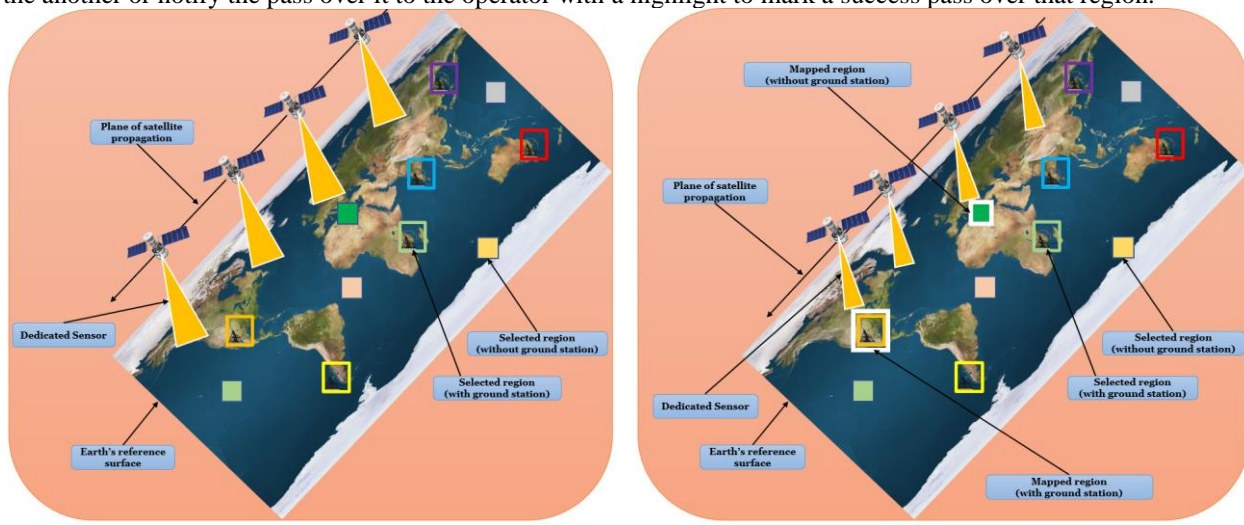 the another or notify the pass over it to the operator with a highlight to mark a success pass over that region.
Plane of satellite
propagation
Dedicated Sensor
Earth's reference
surface
Selected region
(without ground station)
Selected region
(with ground station)
Mapped region
(without ground station)
Plane of satellite
propagation
Dedicated Sensor
Earth's reference
surface
Selected region
(without ground station)
Selected region
(with ground station)
Mapped region
(with ground station)